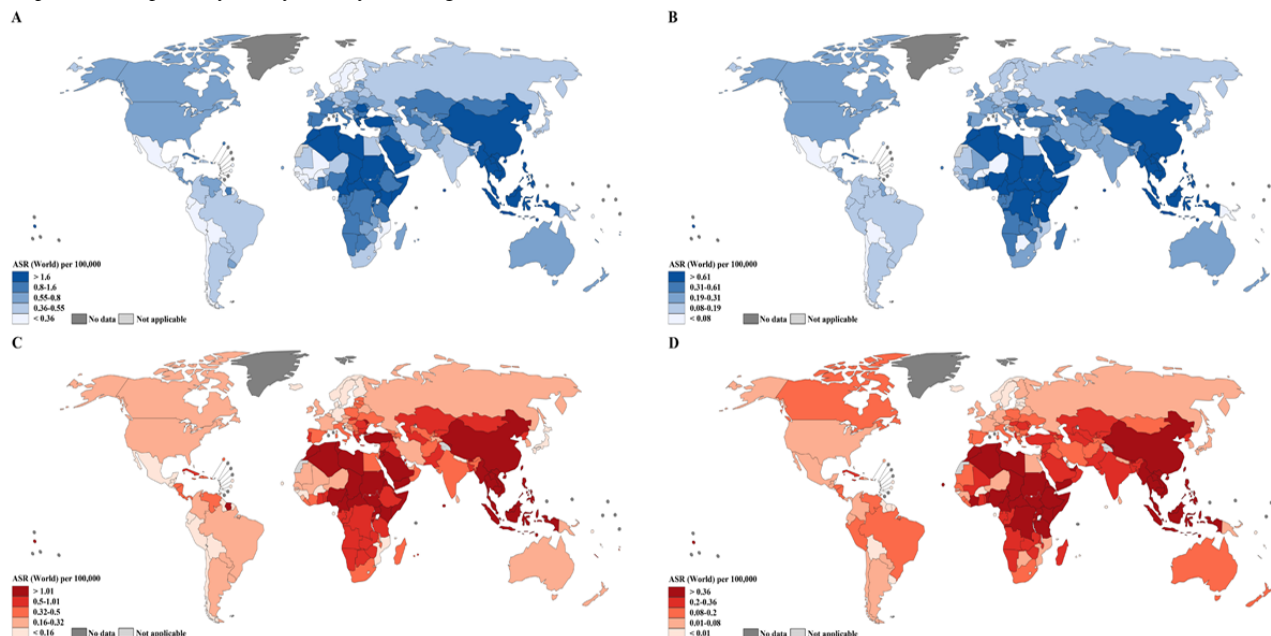 A
ASR (World) per 100,000
> 1.6
0.8-1.6
0.55-0.8
0.36-0.55
< 0.36
No data
Not applicable
B
ASR (World) per 100,000
> 0.61
0.31-0.61
0.19-0.31
0.08-0.19
< 0.08
No data
Not applicable
C
ASR (World) per 100,000
> 1.01
0.5-1.01
0.32-0.5
0.16-0.32
< 0.16
No data
Not applicable
D
ASR (World) per 100,000
> 0.36
0.2-0.36
0.08-0.2
0.01-0.08
< 0.01
No data
Not applicable